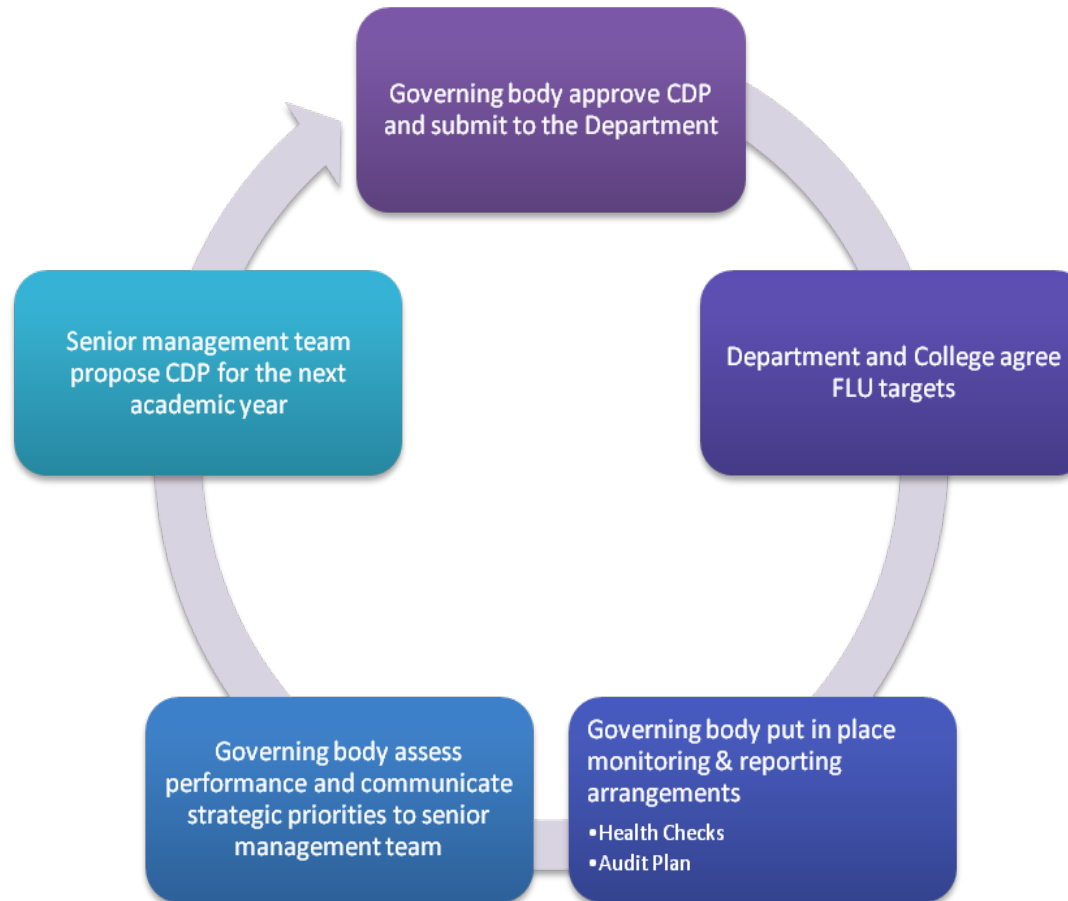 Governing body approve CDP
and submit to the Department
Department and College agree
FLU targets
Governing body put in place
monitoring & reporting
arrangements
•Health Checks
•Audit Plan
Governing body assess
performance and communicate
strategic priorities to senior
management team
Senior management team
propose CDP for the next
academic year